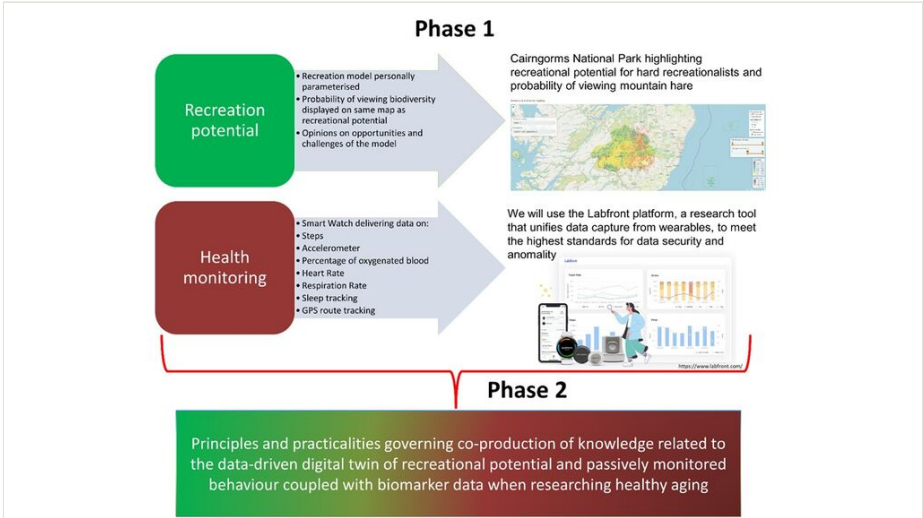 Phase 1
Recreation
potential
• Recreation model personally
parameterised
• Probability of viewing biodiversity
displayed on same map as
recreational potential
• Opinions on opportunities and
challenges of the model
Cairngorms National Park highlighting
recreational potential for hard recreationalists and
probability of viewing mountain hare
Health
monitoring
• Smart Watch delivering data on:
• Steps
• Accelerometer
• Percentage of oxygenated blood
• Heart Rate
• Respiration Rate
• Sleep tracking
• GPS route tracking
We will use the Labfront platform, a research tool
that unifies data capture from wearables, to meet
the highest standards for data security and
anomality
Labfront
https://www.labfront.com/
Phase 2
Principles and practicalities governing co-production of knowledge related to
the data-driven digital twin of recreational potential and passively monitored
behaviour coupled with biomarker data when researching healthy aging